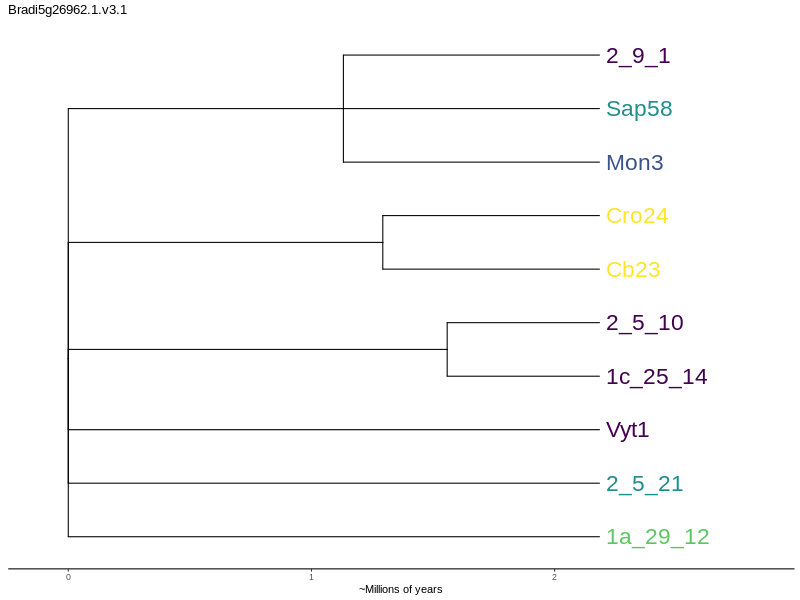 Bradi5g26962.1.v3.1
2_9_1
Sap58
Mon3
Cro24
Cb23
2_5_10
1c_25_14
Vyt1
2_5_21
1a_29_12
0 1 2
~Millions of years